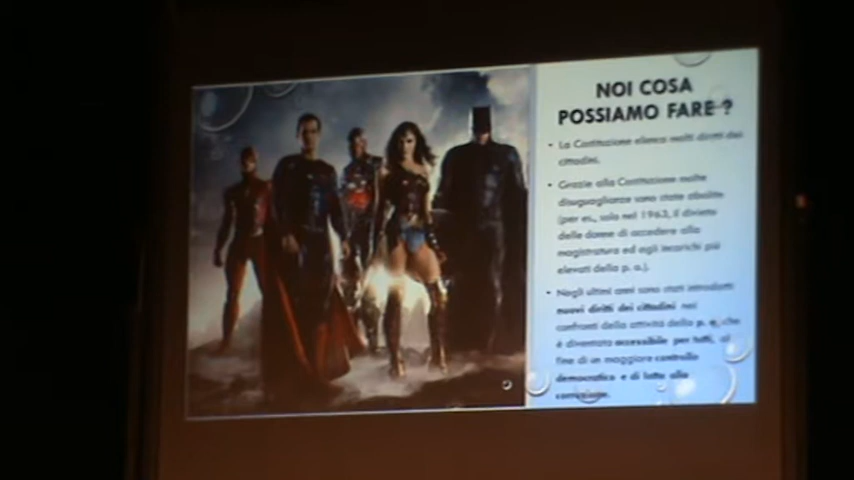 NOI COSA
POSSIAMO FARE ?
• La Costituzione elenca molti diritti dei
cittadini.
• Grazie alla Costituzione molte
disuguaglianze sono state abolite
(per es., solo nel 1963, il divieto
delle donne di accedere alla
magistratura ed agli incarichi più
elevati della p. a.).
• Negli ultimi anni sono stati introdotti
nuovi diritti dei cittadini nei
confronti della attività della p. a. che
è diventata accessibile per tutti, al
fine di un maggiore controllo
democratico e di lotta alla
corruzione.